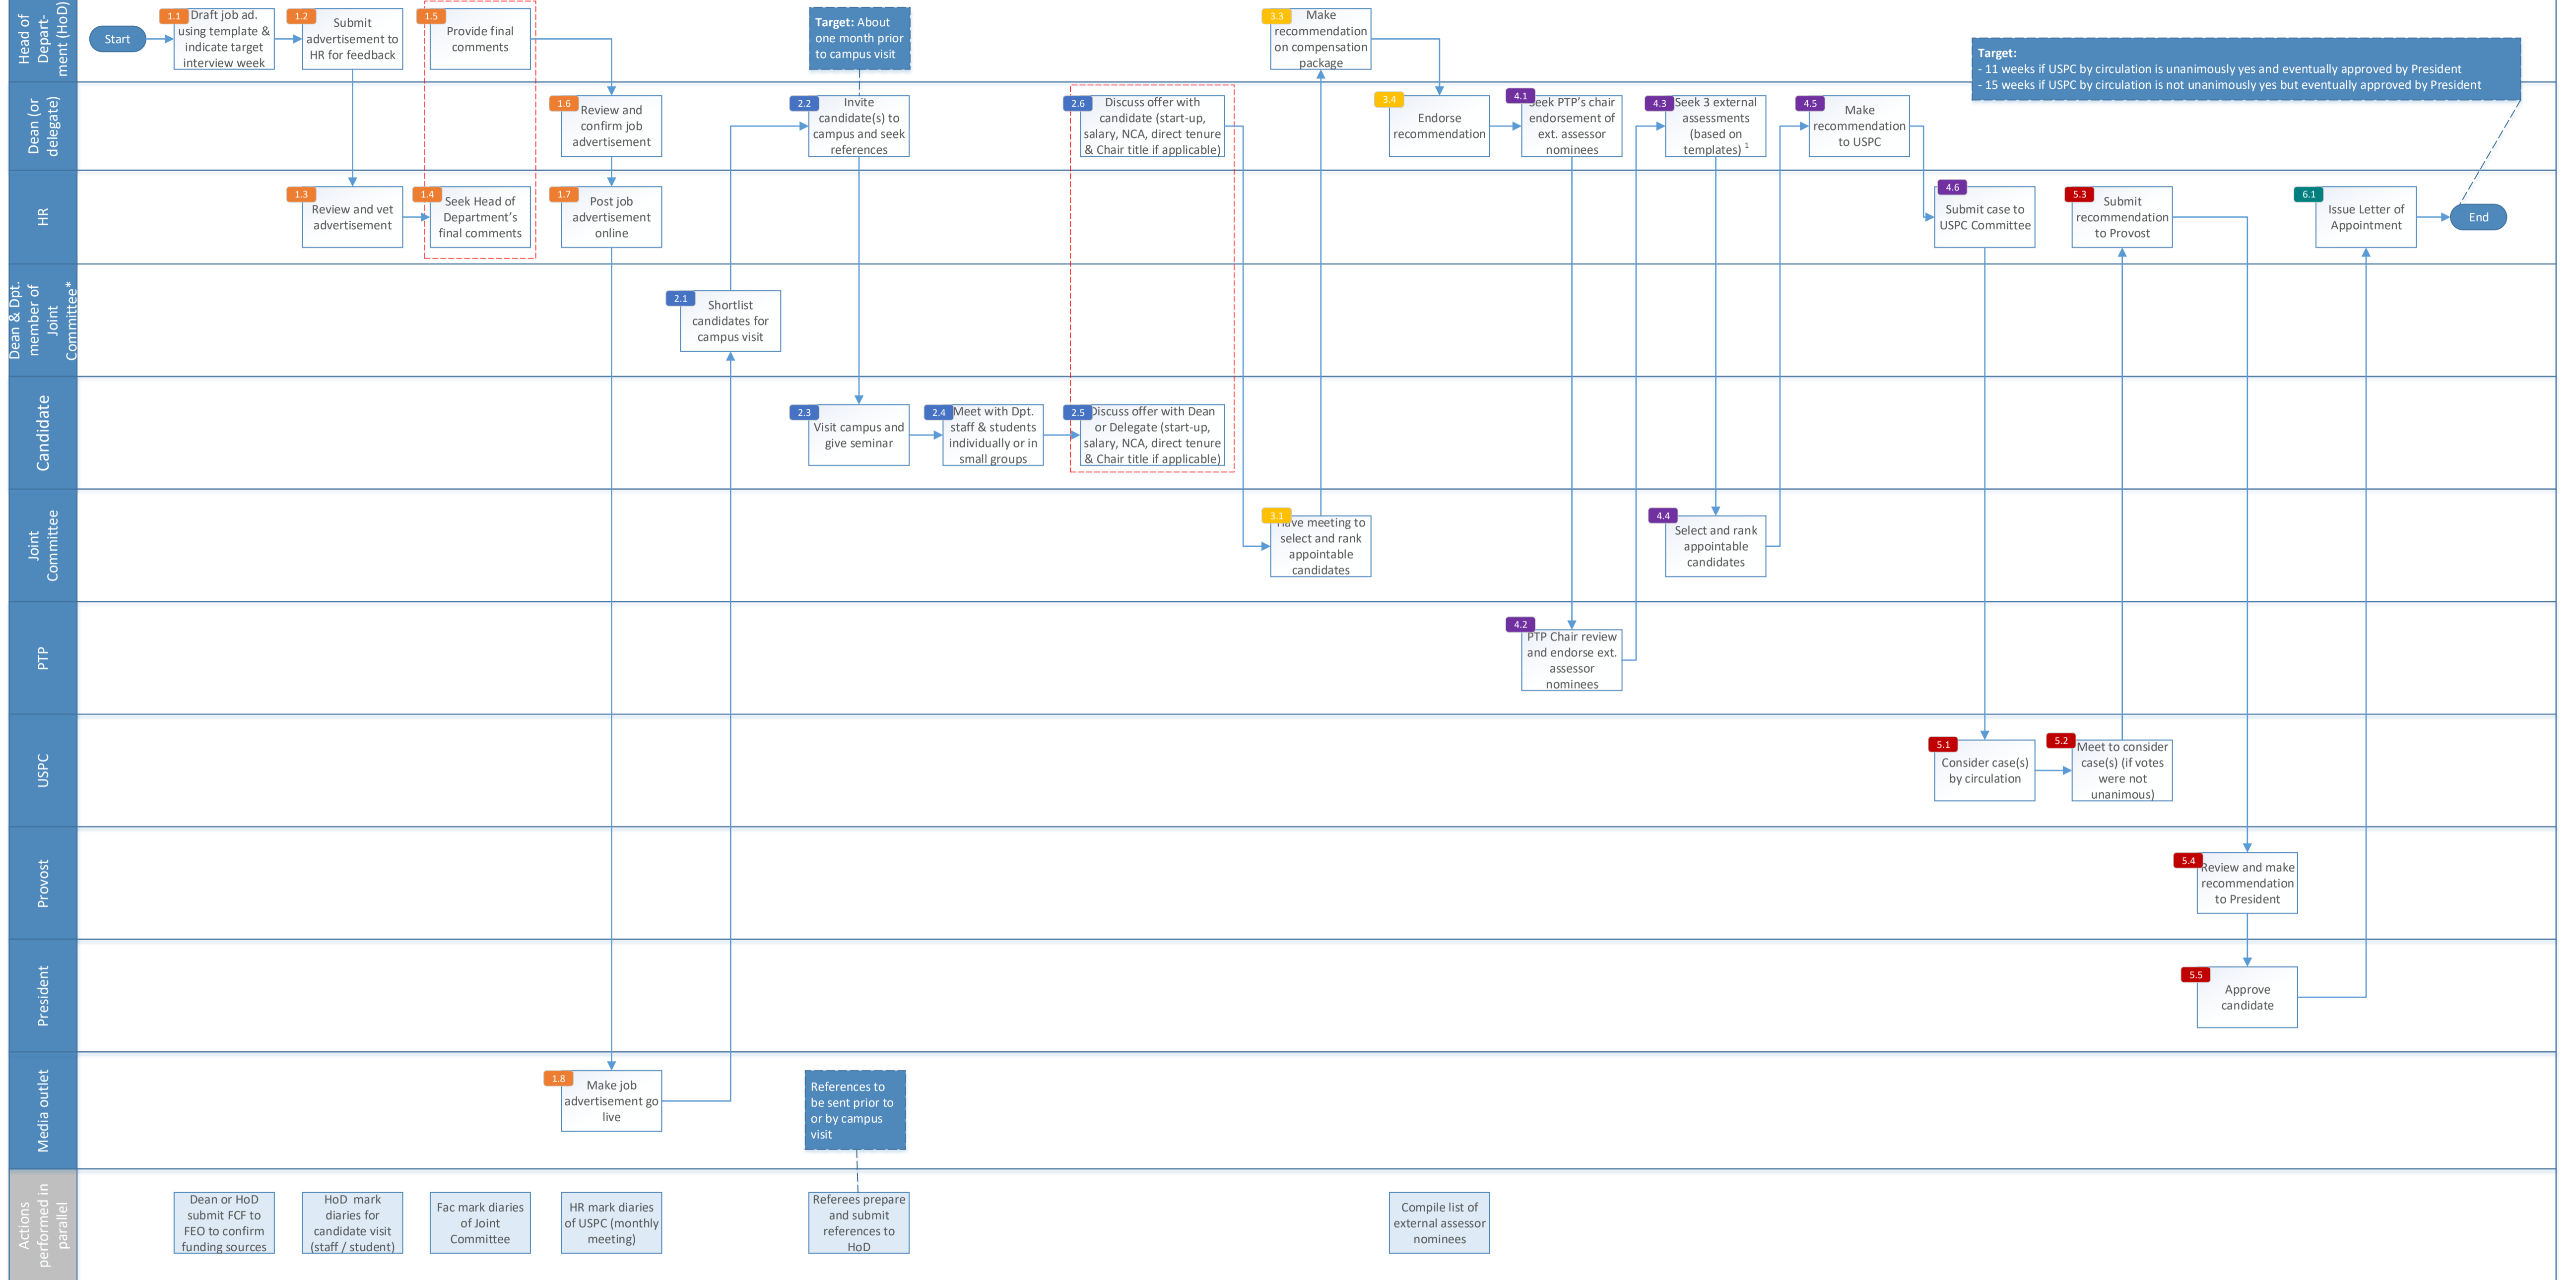 Head of
Depart-
ment (HoD)
Start
1.1
Draft job ad.
using template &
indicate target
interview week
1.2
Submit
advertisement to
HR for feedback
1.5
Provide final
comments
Target: About
one month prior
to campus visit
3.3
Make
recommendation
on compensation
package
Target:
- 11 weeks if USPC by circulation is unanimously yes and eventually approved by President
- 15 weeks if USPC by circulation is not unanimously yes but eventually approved by President
Dean (or
delegate)
1.6
Review and
confirm job
advertisement
2.2
Invite
candidate(s) to
campus and seek
references
2.6
Discuss offer with
candidate (start-up,
salary, NCA, direct tenure
& Chair title if applicable)
3.4
Endorse
recommendation
4.1
Seek PTP's chair
endorsement of
ext. assessor
nominees
4.3
Seek 3 external
assessments
(based on
templates) 1
4.5
Make
recommendation
to USPC
HR
1.3
Review and vet
advertisement
1.4
Seek Head of
Department's
final comments
1.7
Post job
advertisement
online
4.6
Submit case to
USPC Committee
5.3
Submit
recommendation
to Provost
6.1
Issue Letter of
Appointment
End
Dean & Dpt.
member of
Joint
Committee*
2.1
Shortlist
candidates for
campus visit
Candidate
2.3
Visit campus and
give seminar
2.4
Meet with Dpt.
staff & students
individually or in
small groups
2.5
Discuss offer with Dean
or Delegate (start-up,
salary, NCA, direct tenure
& Chair title if applicable)
Joint
Committee
3.1
Have meeting to
select and rank
appointable
candidates
4.4
Select and rank
appointable
candidates
PTP
4.2
PTP Chair review
and endorse ext.
assessor
nominees
USPC
5.1
Consider case(s)
by circulation
5.2
Meet to consider
case(s) (if votes
were not
unanimous)
Provost
5.4
Review and make
recommendation
to President
President
5.5
Approve
candidate
Media outlet
1.8
Make job
advertisement go
live
References to
be sent prior to
or by campus
visit
Actions
performed in
parallel
Dean or HoD
submit FCF to
FEO to confirm
funding sources
HoD mark
diaries for
candidate visit
(staff / student)
Fac mark diaries
of Joint
Committee
HR mark diaries
of USPC (monthly
meeting)
Referees prepare
and submit
references to
HoD
Compile list of
external assessor
nominees